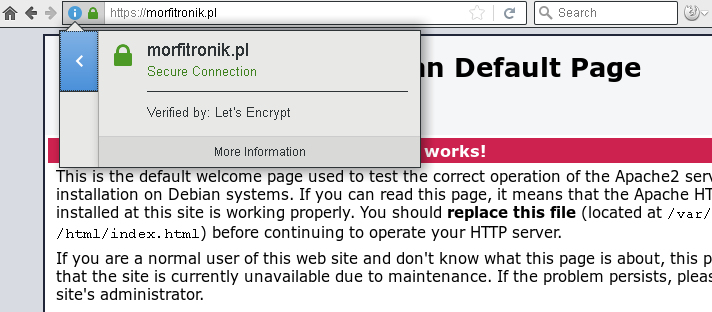 https://morfitronik.pl
Search
morfitronik.pl
Secure Connection
Verified by: Let's Encrypt
More Information
Default Page
works!
This is the default welcome page used to test the correct operation of the Apache2
installation on Debian systems. If you can read this page, it means that the Apache
installed at this site is working properly. You should replace this file (located at /var/
/html/index.html) before continuing to operate your HTTP server.
If you are a normal user of this web site and don't know what this page is about, this
that the site is currently unavailable due to maintenance. If the problem persists,
site's administrator.